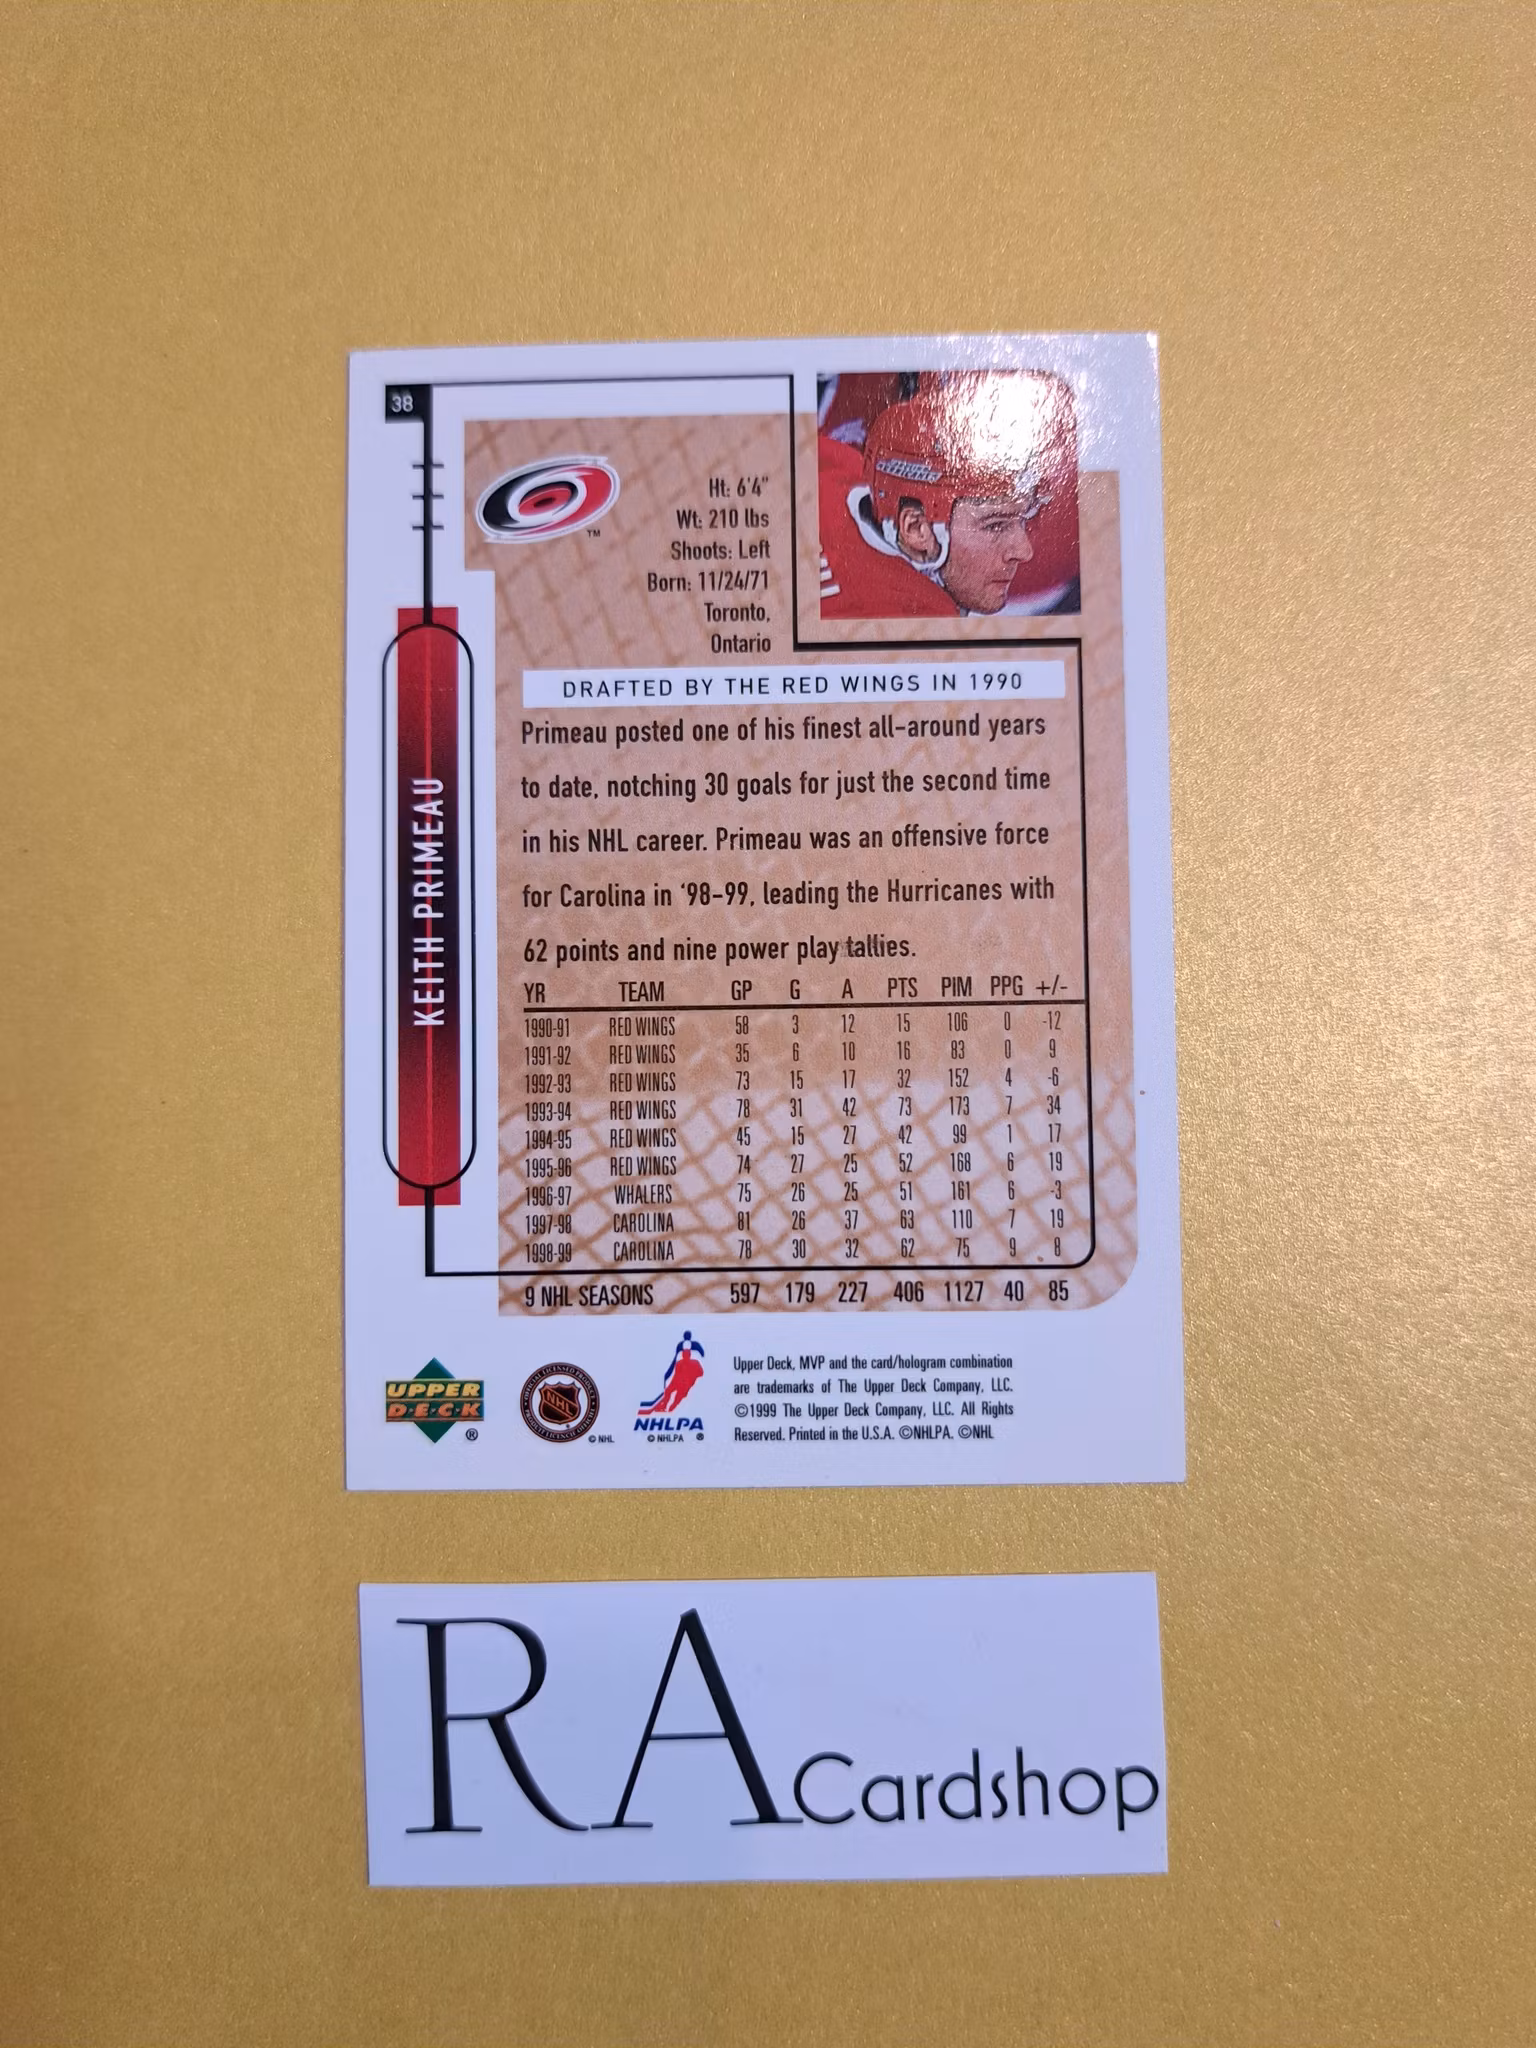 38
TM
Ht: 6'4"
Wt: 210 lbs
Shoots: Left
Born: 11/24/71
Toronto,
Ontario
KEITH PRIMEAU
DRAFTED BY THE RED WINGS IN 1990
Primeau posted one of his finest all-around years
to date, notching 30 goals for just the second time
in his NHL career. Primeau was an offensive force
for Carolina in '98-99, leading the Hurricanes with
62 points and nine power play tallies.
YR TEAM GP G A PTS PIM PPG +/-
1990-91 RED WINGS 58 3 12 15 106 0 -12
1991-92 RED WINGS 35 6 10 16 83 0 9
1992-93 RED WINGS 73 15 17 32 152 4 -6
1993-94 RED WINGS 78 31 42 73 173 7 34
1994-95 RED WINGS 45 15 27 42 99 1 17
1995-96 RED WINGS 74 27 25 52 168 6 19
1996-97 WHALERS 75 26 25 51 161 6 -3
1997-98 CAROLINA 81 26 37 63 110 7 19
1998-99 CAROLINA 78 30 32 62 75 9 8
9 NHL SEASONS 597 179 227 406 1127 40 85
UPPER
D·E·C·K
®
NHL
© NHL
NHLPA
© NHLPA ®
Upper Deck, MVP and the card/hologram combination
are trademarks of The Upper Deck Company, LLC.
©1999 The Upper Deck Company, LLC. All Rights
Reserved. Printed in the U.S.A. ©NHLPA. ©NHL
RA Cardshop